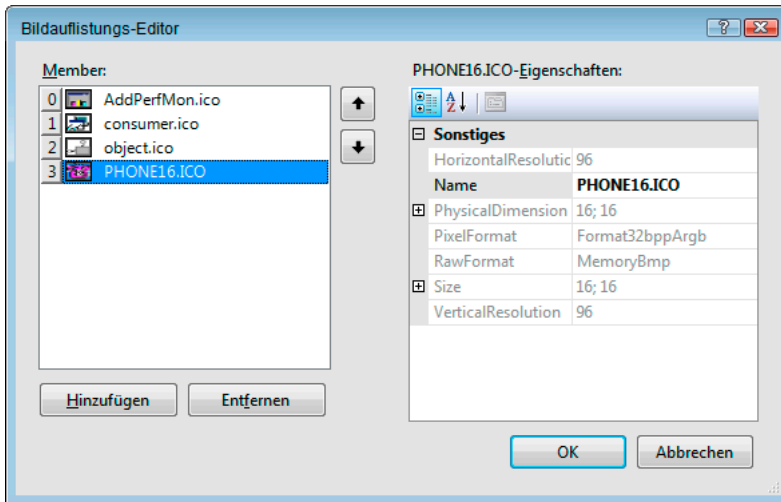 Bildauflistungs-Editor
Member:
0 AddPerfMon.ico
1 consumer.ico
2 object.ico
3 PHONE16.ICO
Hinzufügen Entfernen
PHONE16.ICO-Eigenschaften:
Sonstiges
HorizontalResolutic 96
Name PHONE16.ICO
PhysicalDimension 16; 16
PixelFormat Format32bppArgb
RawFormat MemoryBmp
Size 16; 16
VerticalResolution 96
OK Abbrechen